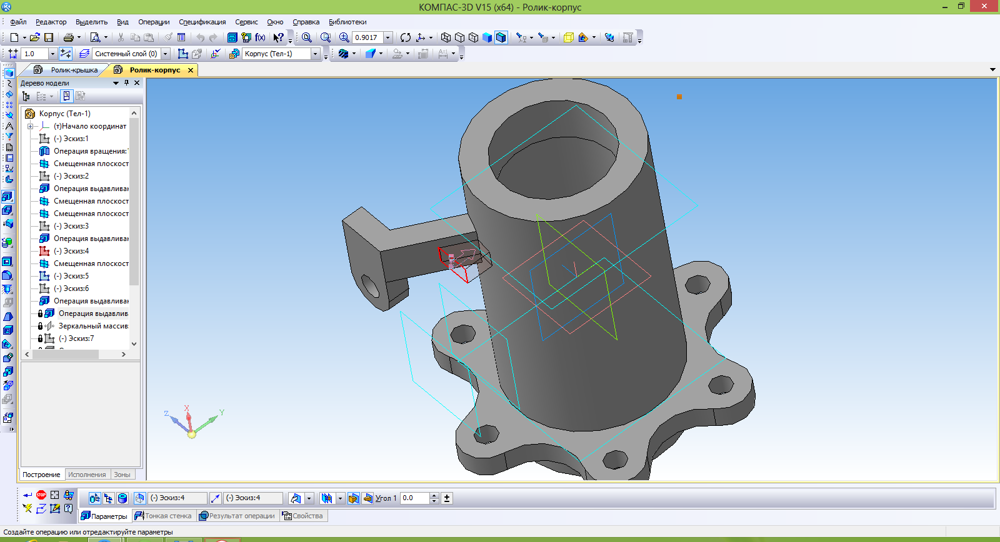 КОМПАС-3D V15 (x64) - Ролик-корпус
Файл Редактор Выделить Вид Операции Спецификация Сервис Окно Справка Библиотеки
0.9017
f(x)
1.0 Системный слой (0) Корпус (Тел-1)
Ролик-крышка Ролик-корпус
Дерево модели
Корпус (Тел-1)
(т)Начало координат
(-) Эскиз:1
Операция вращения:
Смещенная плоскост
(-) Эскиз:2
Операция выдавливан
Смещенная плоскост
Смещенная плоскост
(-) Эскиз:3
Операция выдавливан
(-) Эскиз:4
Смещенная плоскост
(-) Эскиз:5
(-) Эскиз:6
Операция выдавливан
Операция выдавлив
Зеркальный массив:
(-) Эскиз:7
Z X Y
Построение Исполнения Зоны
STOP
(-) Эскиз:4 (-) Эскиз:4 Угол 1 0.0
Параметры Тонкая стенка Результат операции Свойства
Создайте операцию или отредактируйте параметры